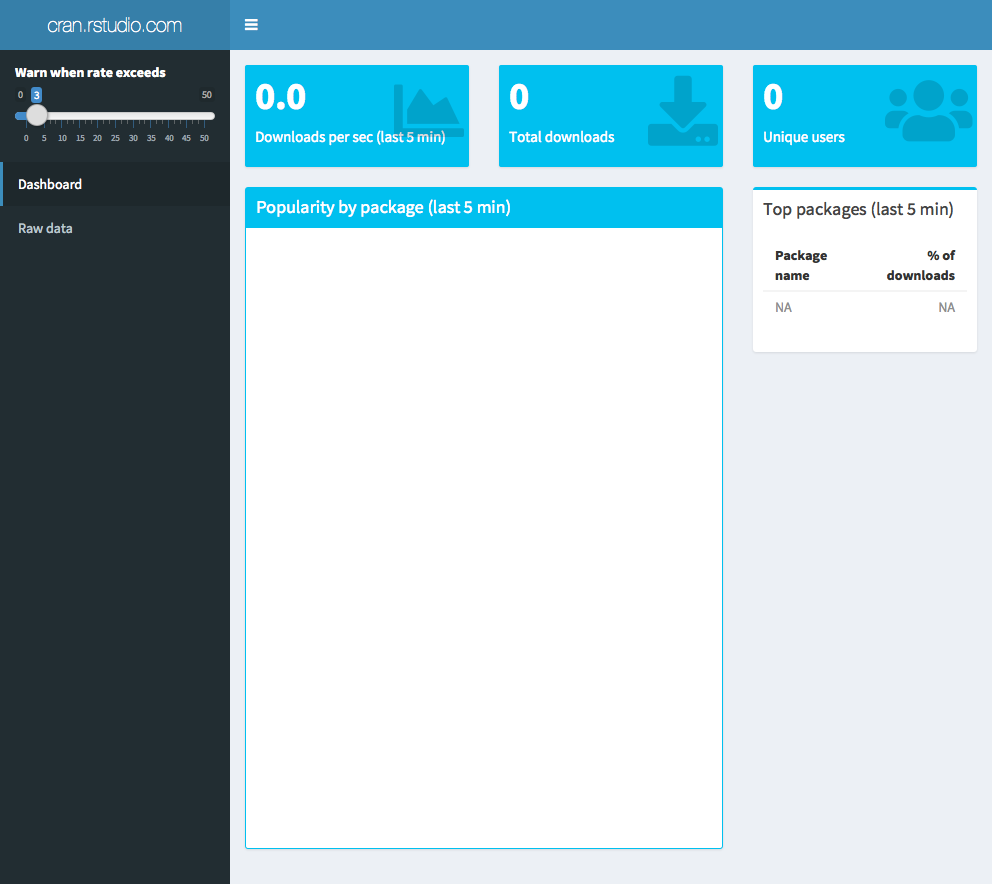 cran.rstudio.com
Warn when rate exceeds
0 3 50
0 5 10 15 20 25 30 35 40 45 50
Dashboard
Raw data
0.0
Downloads per sec (last 5 min)
0
Total downloads
0
Unique users
Popularity by package (last 5 min)
Top packages (last 5 min)
Package % of
name downloads
NA NA